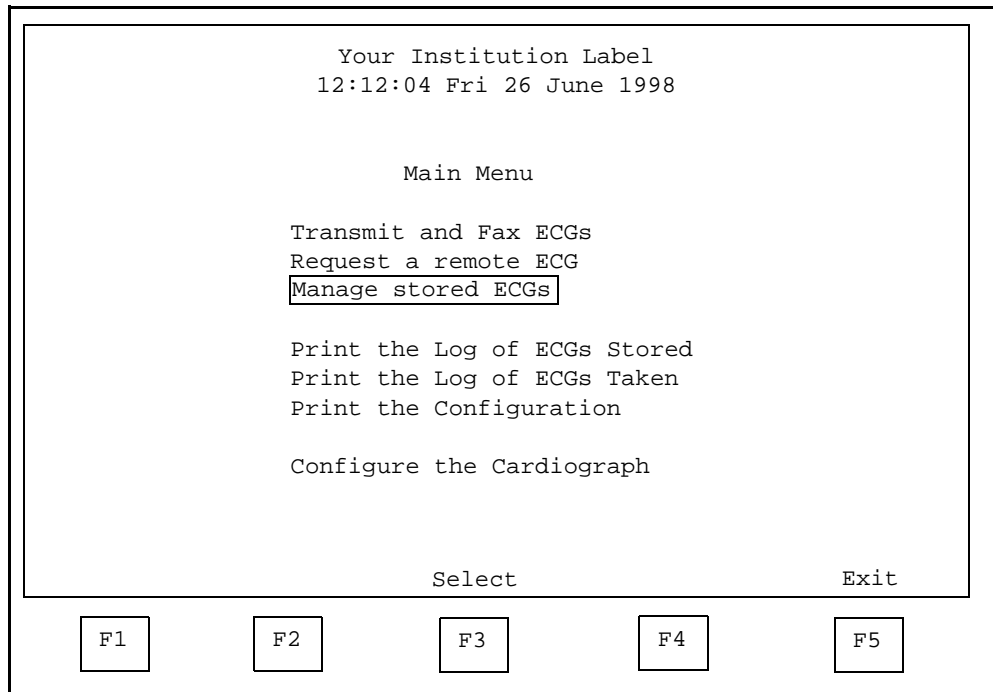 Your Institution Label
12:12:04 Fri 26 June 1998
Main Menu
Transmit and Fax ECGs
Request a remote ECG
Manage stored ECGs
Print the Log of ECGs Stored
Print the Log of ECGs Taken
Print the Configuration
Configure the Cardiograph
Select Exit
F1 F2 F3 F4 F5